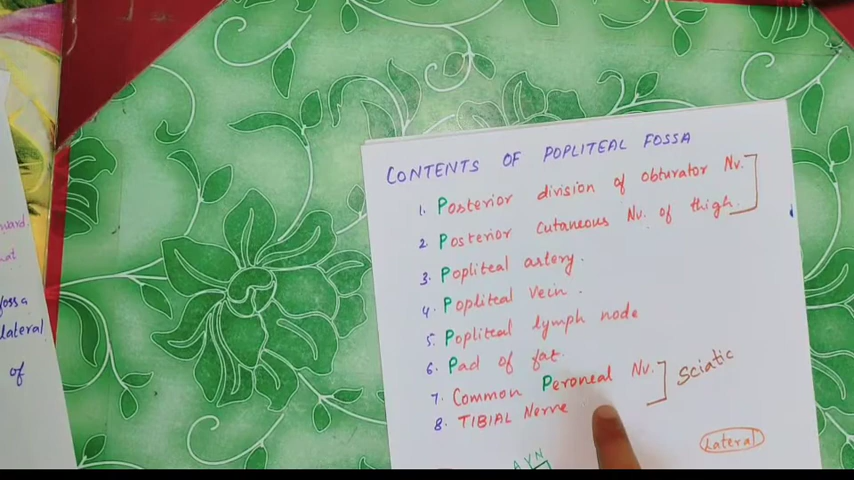 ward
at
fossa
lateral
of
CONTENTS OF POPLITEAL FOSSA
1. Posterior division of obturator Nv.
2. Posterior cutaneous Nv. of thigh.
3. Popliteal artery.
4. Popliteal vein.
5. Popliteal lymph node
6. Pad of fat.
7. Common Peroneal Nv.
8. TIBIAL Nerve
Sciatic
Lateral
A V N